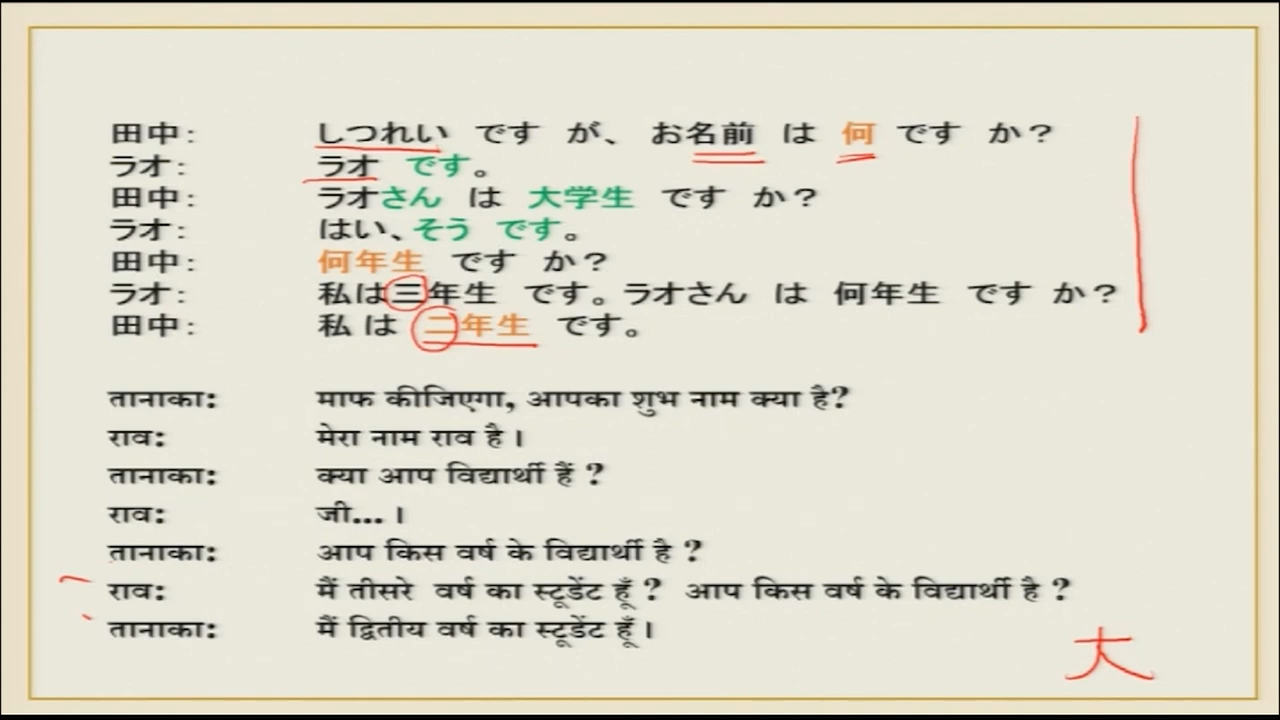 田中: しつれい です が、 お名前 は 何 です か?
ラオ: ラオ です。
田中: ラオさん は 大学生 です か?
ラオ: はい、そう です。
田中: 何年生 です か?
ラオ: 私は三年生 です。ラオさん は 何年生 です か?
田中: 私 は 二年生 です。
तानाका: माफ कीजिएगा, आपका शुभ नाम क्या है?
राव: मेरा नाम राव है।
तानाका: क्या आप विद्यार्थी हैं ?
राव: जी...।
तानाका: आप किस वर्ष के विद्यार्थी है ?
राव: मैं तीसरे वर्ष का स्टूडेंट हूँ ? आप किस वर्ष के विद्यार्थी है ?
तानाका: मैं द्वितीय वर्ष का स्टूडेंट हूँ।
大